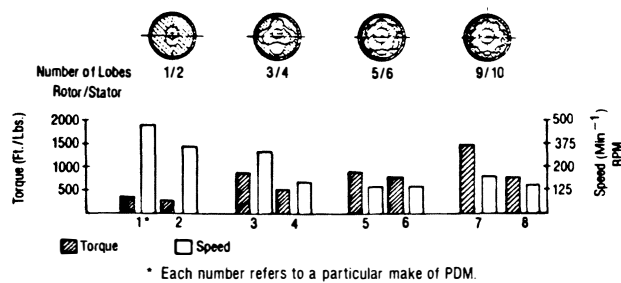 Number of Lobes 1/2 3/4 5/6 9/10
Rotor/Stator
Torque (Ft./Lbs.)
2000
1500
1000
500
500
375
200
125
Speed (Min⁻¹)
RPM
1* 2 3 4 5 6 7 8
Torque Speed
* Each number refers to a particular make of PDM.